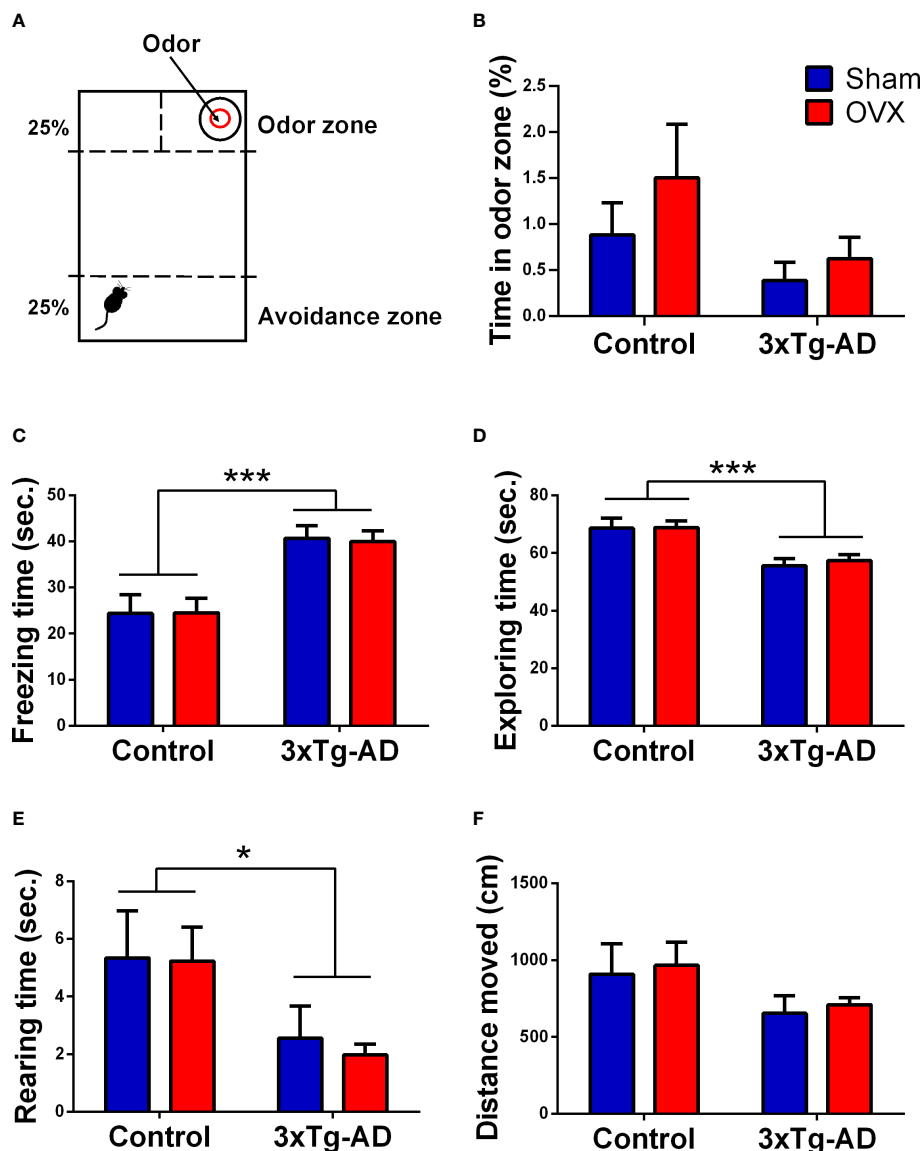 A
Odor
25%
Odor zone
25%
Avoidance zone
B
Time in odor zone (%)
2.5
2.0
1.5
1.0
0.5
0.0
Sham
OVX
Control
3xTg-AD
C
Freezing time (sec.)
50
40
30
20
10
0
***
Control
3xTg-AD
D
Exploring time (sec.)
80
60
40
20
0
***
Control
3xTg-AD
E
Rearing time (sec.)
8
6
4
2
0
*
Control
3xTg-AD
F
Distance moved (cm)
1500
1000
500
0
Control
3xTg-AD